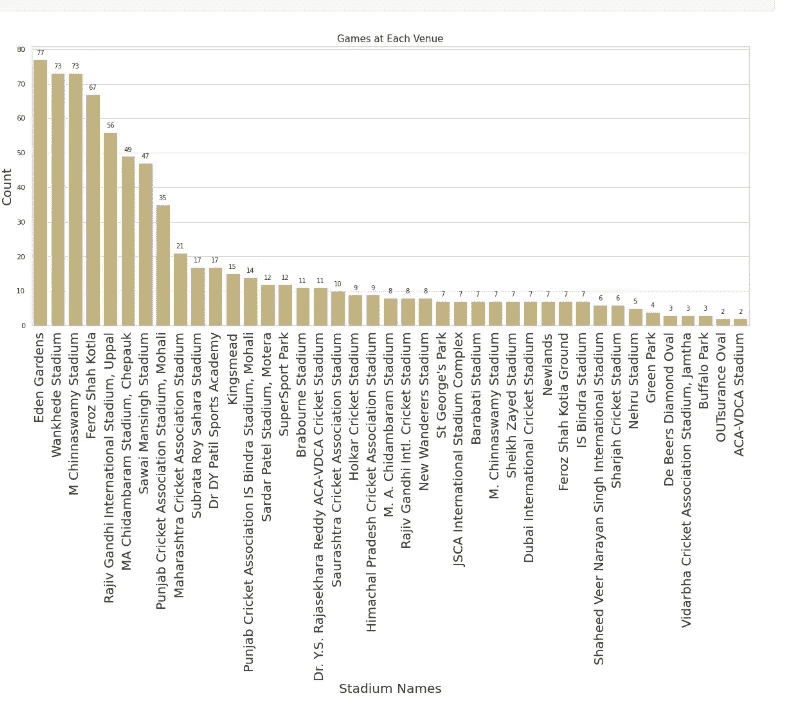 Games at Each Venue
Count
80
70
60
50
40
30
20
10
0
77
73
73
67
56
49
47
35
21
17
17
15
14
12
12
11
11
10
9
9
8
8
8
7
7
7
7
7
7
7
7
7
6
6
5
4
3
3
3
2
2
Eden Gardens
Wankhede Stadium
M Chinnaswamy Stadium
Feroz Shah Kotla
Rajiv Gandhi International Stadium, Uppal
MA Chidambaram Stadium, Chepauk
Sawai Mansingh Stadium
Punjab Cricket Association Stadium, Mohali
Maharashtra Cricket Association Stadium
Subrata Roy Sahara Stadium
Dr DY Patil Sports Academy
Kingsmead
Punjab Cricket Association IS Bindra Stadium, Mohali
Sardar Patel Stadium, Motera
SuperSport Park
Brabourne Stadium
Dr. Y.S. Rajasekhara Reddy ACA-VDCA Cricket Stadium
Saurashtra Cricket Association Stadium
Holkar Cricket Stadium
Himachal Pradesh Cricket Association Stadium
M. A. Chidambaram Stadium
Rajiv Gandhi Intl. Cricket Stadium
New Wanderers Stadium
St George's Park
JSCA International Stadium Complex
Barabati Stadium
M. Chinnaswamy Stadium
Sheikh Zayed Stadium
Dubai International Cricket Stadium
Newlands
Feroz Shah Kotla Ground
IS Bindra Stadium
Shaheed Veer Narayan Singh International Stadium
Sharjah Cricket Stadium
Nehru Stadium
Green Park
De Beers Diamond Oval
Vidarbha Cricket Association Stadium, Jamtha
Buffalo Park
OUTsurance Oval
ACA-VDCA Stadium
Stadium Names